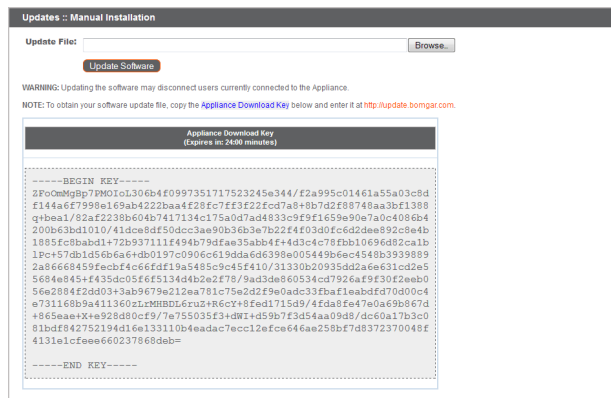 Updates :: Manual Installation
Update File:
Browse..
Update Software
WARNING: Updating the software may disconnect users currently connected to the Appliance.
NOTE: To obtain your software update file, copy the Appliance Download Key below and enter it at http://update.bomgar.com.
Appliance Download Key
(Expires in: 24:00 minutes)
-----BEGIN KEY-----
ZFoOmMgBp7PMOIoL306b4f0997351717523245e344/f2a995c01461a55a03c8d
f144a6f7998e169ab4222baa4f28fc7ff3f22fcd7a8+8b7d2f88748aa3bf1388
q+bea1/82af2238b604b7417134c175a0d7ad4833c9f9f1659e90e7a0c4086b4
200b63bd1010/41dce8df50dcc3ae90b36b3e7b22f4f03d0fc6d2dee892c8e4b
1885fc8babd1+72b937111f494b79dfae35abb4f+4d3c4c78fbb10696d82ca1b
1Pc+57db1d56b6a6+db0197c0906c619dda6d6398e005449b6ec4548b3939889
2a86668459fecbf4c66fdf19a5485c9c45f410/31330b20935dd2a6e631cd2e5
5684e845+f435dc05f6f5134d4b2e2f78/9ad3de860534cd7926af9f30f2eeb0
56e2884f2dd03+3ab9679e212ea781c75e2d2f9e0adc33fbaf1eabdfd70d00c4
e731168b9a411360zLrMHBDL6ruZ+R6cY+8fed1715d9/4fda8fe47e0a69b867d
+865eae+X+e928d80cf9/7e755035f3+dWI+d59b7f3d54aa09d8/dc60a17b3c0
81bdf842752194d16e133110b4eadac7ecc12efce646ae258bf7d8372370048f
4131e1cfeee660237868deb=
-----END KEY-----